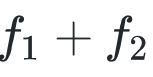 f₁ + f₂